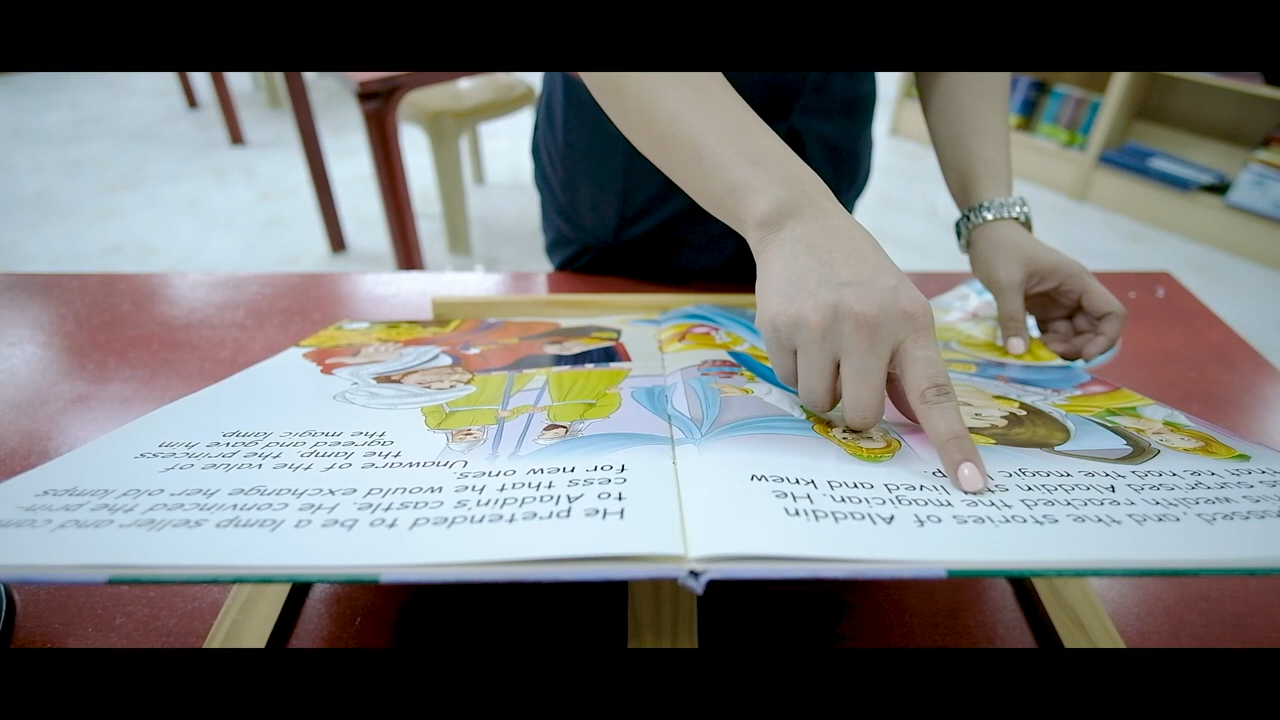 and the stories of Aladdin
his wealth reached the magician. He
surprised Aladdin lived and knew
that he had the magic
He pretended to be a lamp seller and
to Aladdin's castle. He convinced the prin-
cess that he would exchange her old lamps
for new ones.
Unaware of the value of
the lamp, the princess
agreed and gave him
the magic lamp.